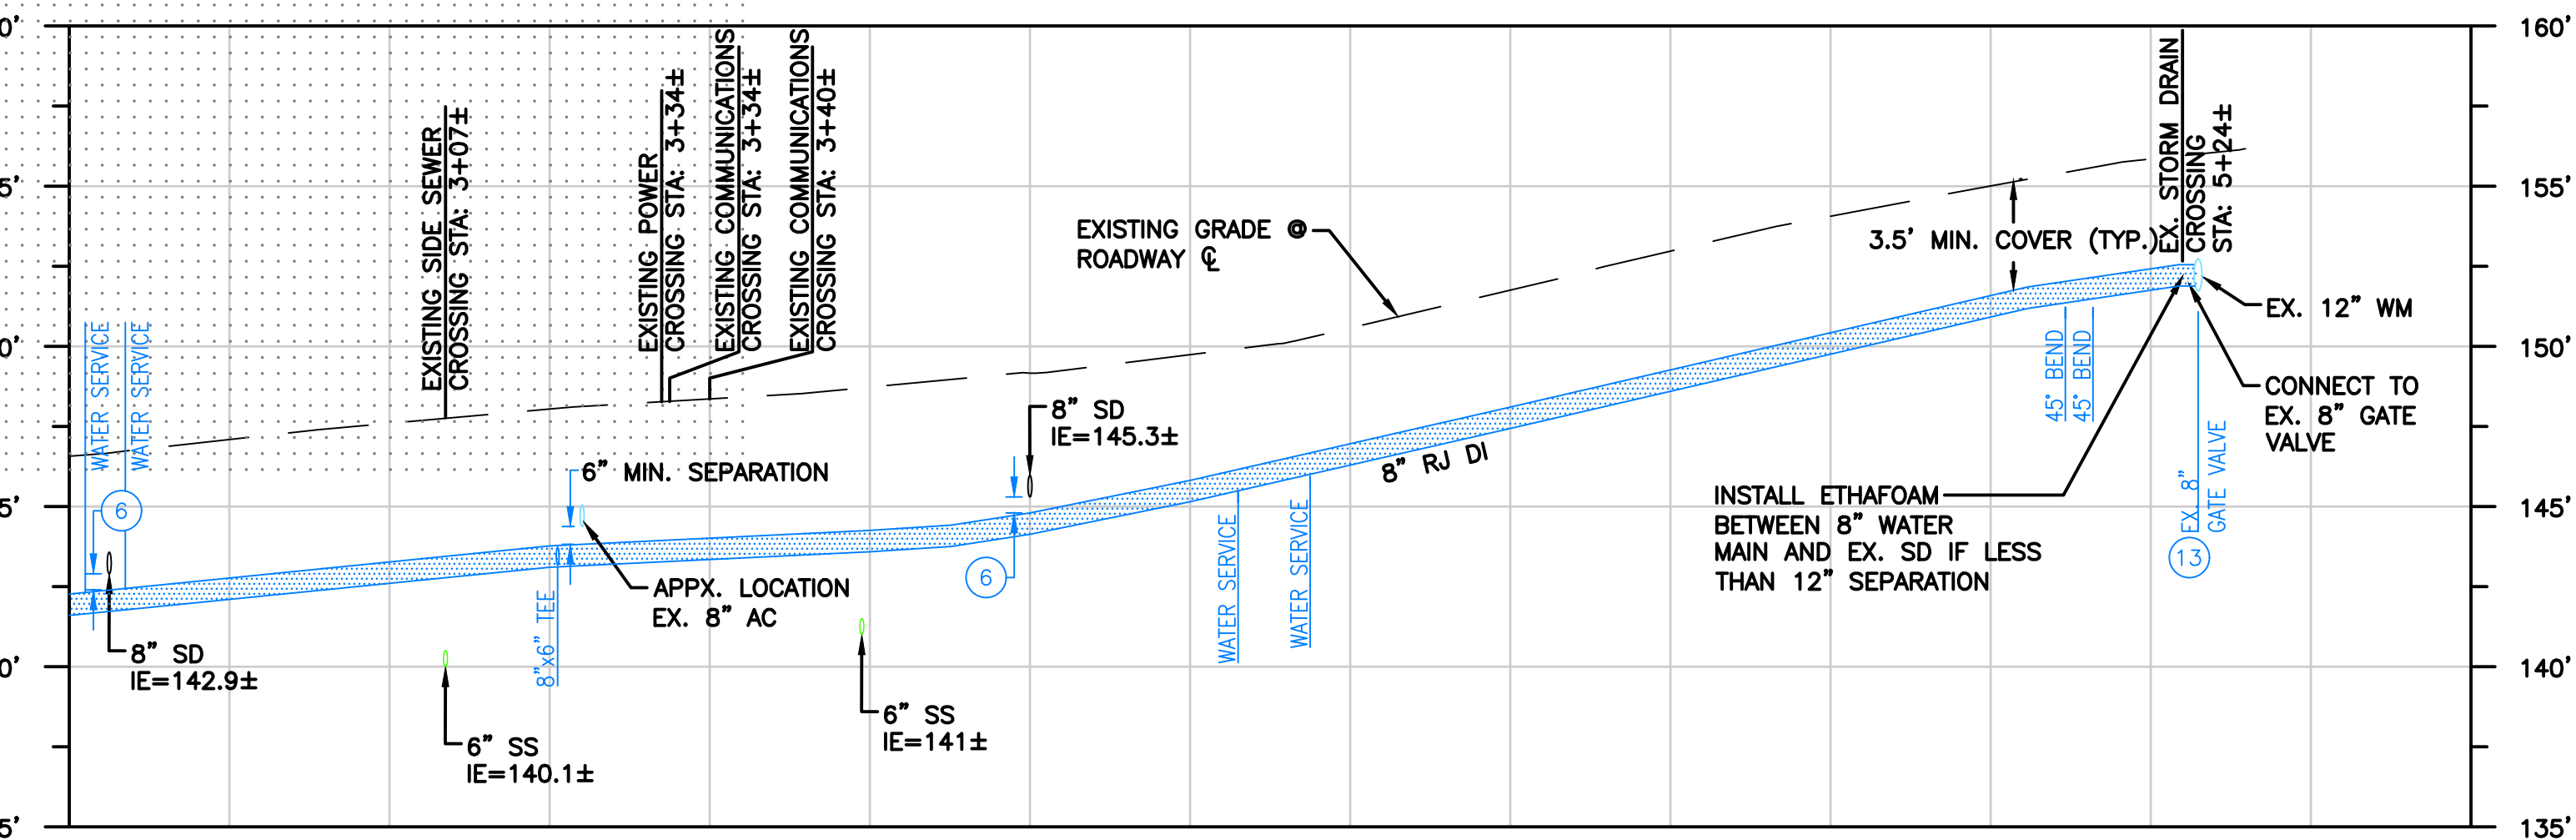 0'
5'
0'
5'
0'
5'
160'
155'
150'
145'
140'
135'
WATER SERVICE
WATER SERVICE
6
8" SD
IE=142.9±
EXISTING SIDE SEWER
CROSSING STA: 3+07±
6" SS
IE=140.1±
8"x6" TEE
6" MIN. SEPARATION
APPX. LOCATION
EX. 8" AC
EXISTING POWER
CROSSING STA: 3+34±
EXISTING COMMUNICATIONS
CROSSING STA: 3+34±
EXISTING COMMUNICATIONS
CROSSING STA: 3+40±
6" SS
IE=141±
8" SD
IE=145.3±
6
EXISTING GRADE @
ROADWAY ℄
WATER SERVICE
WATER SERVICE
8" RJ DI
3.5' MIN. COVER (TYP.)
EX. STORM DRAIN
CROSSING
STA: 5+24±
EX. 12" WM
45° BEND
45° BEND
CONNECT TO
EX. 8" GATE
VALVE
INSTALL ETHAFOAM
BETWEEN 8" WATER
MAIN AND EX. SD IF LESS
THAN 12" SEPARATION
EX. 8"
GATE VALVE
13